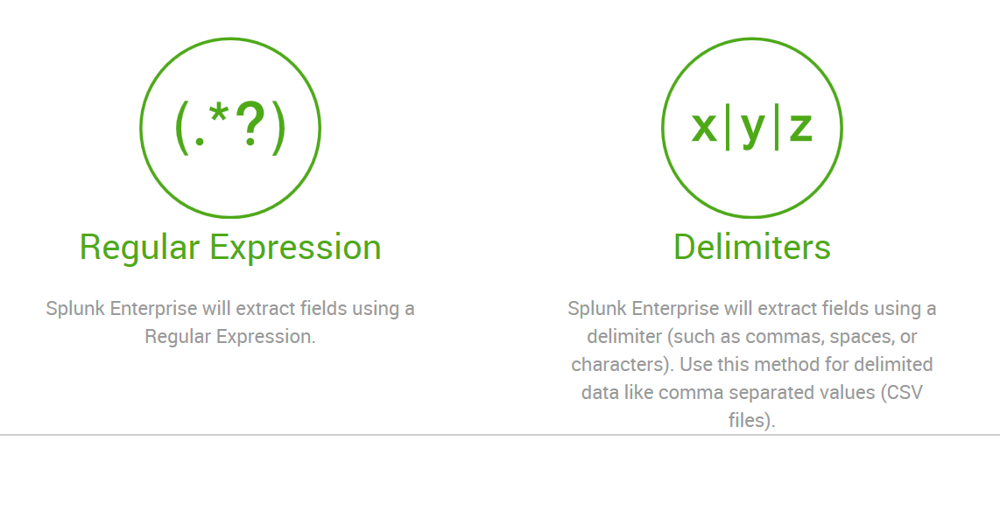 (.*?)
Regular Expression
Splunk Enterprise will extract fields using a
Regular Expression.
x|y|z
Delimiters
Splunk Enterprise will extract fields using a
delimiter (such as commas, spaces, or
characters). Use this method for delimited
data like comma separated values (CSV
files).